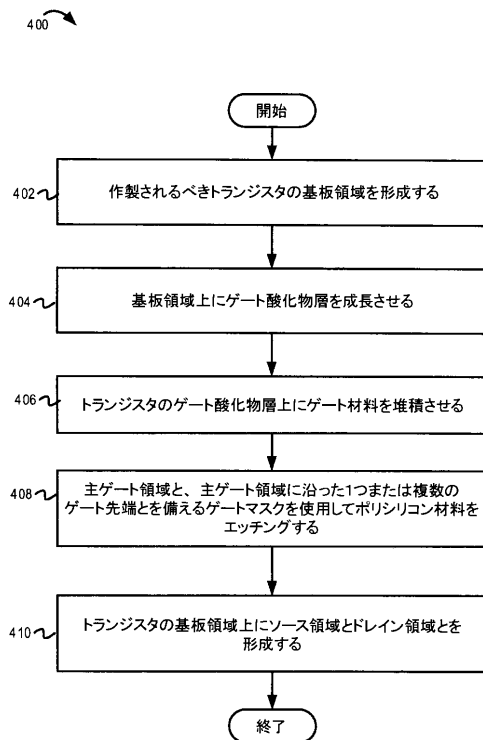 400
開始
402
作製されるべきトランジスタの基板領域を形成する
404
基板領域上にゲート酸化物層を成長させる
406
トランジスタのゲート酸化物層上にゲート材料を堆積させる
408
主ゲート領域と、主ゲート領域に沿った1つまたは複数の
ゲート先端とを備えるゲートマスクを使用してポリシリコン材料を
エッチングする
410
トランジスタの基板領域上にソース領域とドレイン領域とを
形成する
終了